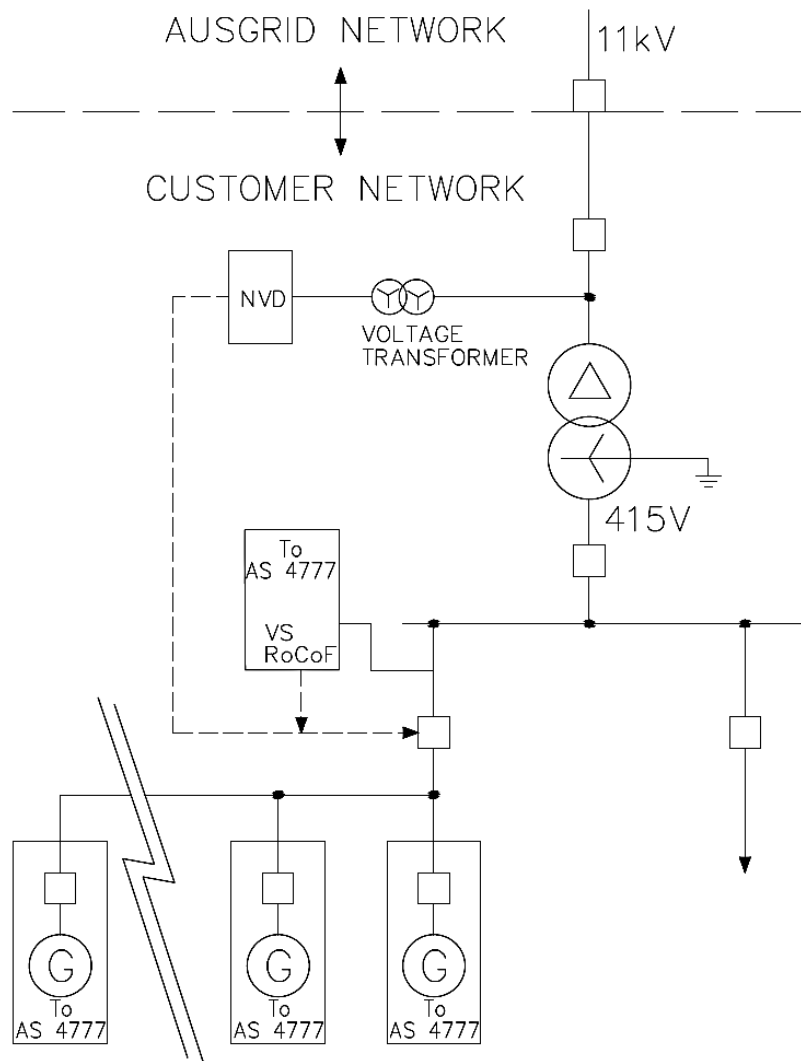 AUSGRID NETWORK
11kV
CUSTOMER NETWORK
NVD
VOLTAGE
TRANSFORMER
415V
To
AS 4777
VS
RoCoF
G
To
AS 4777
G
To
AS 4777
G
To
AS 4777